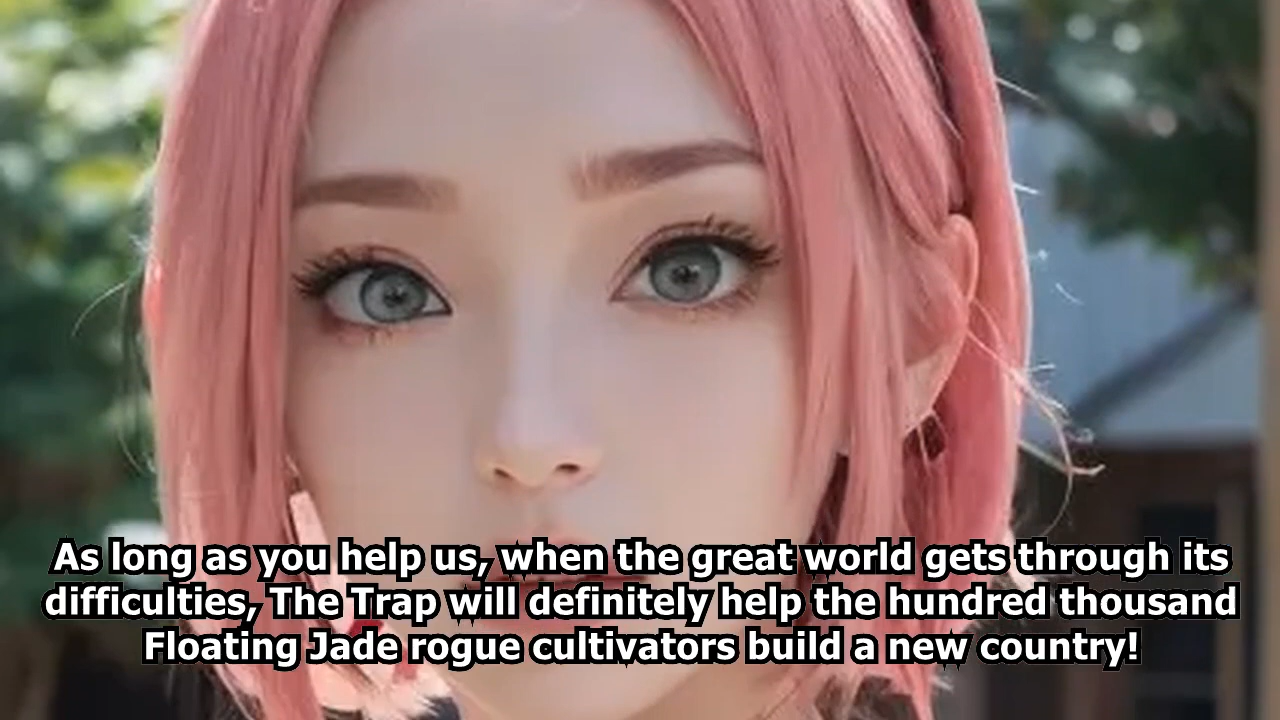 As long as you help us, when the great world gets through its
difficulties, The Trap will definitely help the hundred thousand
Floating Jade rogue cultivators build a new country!